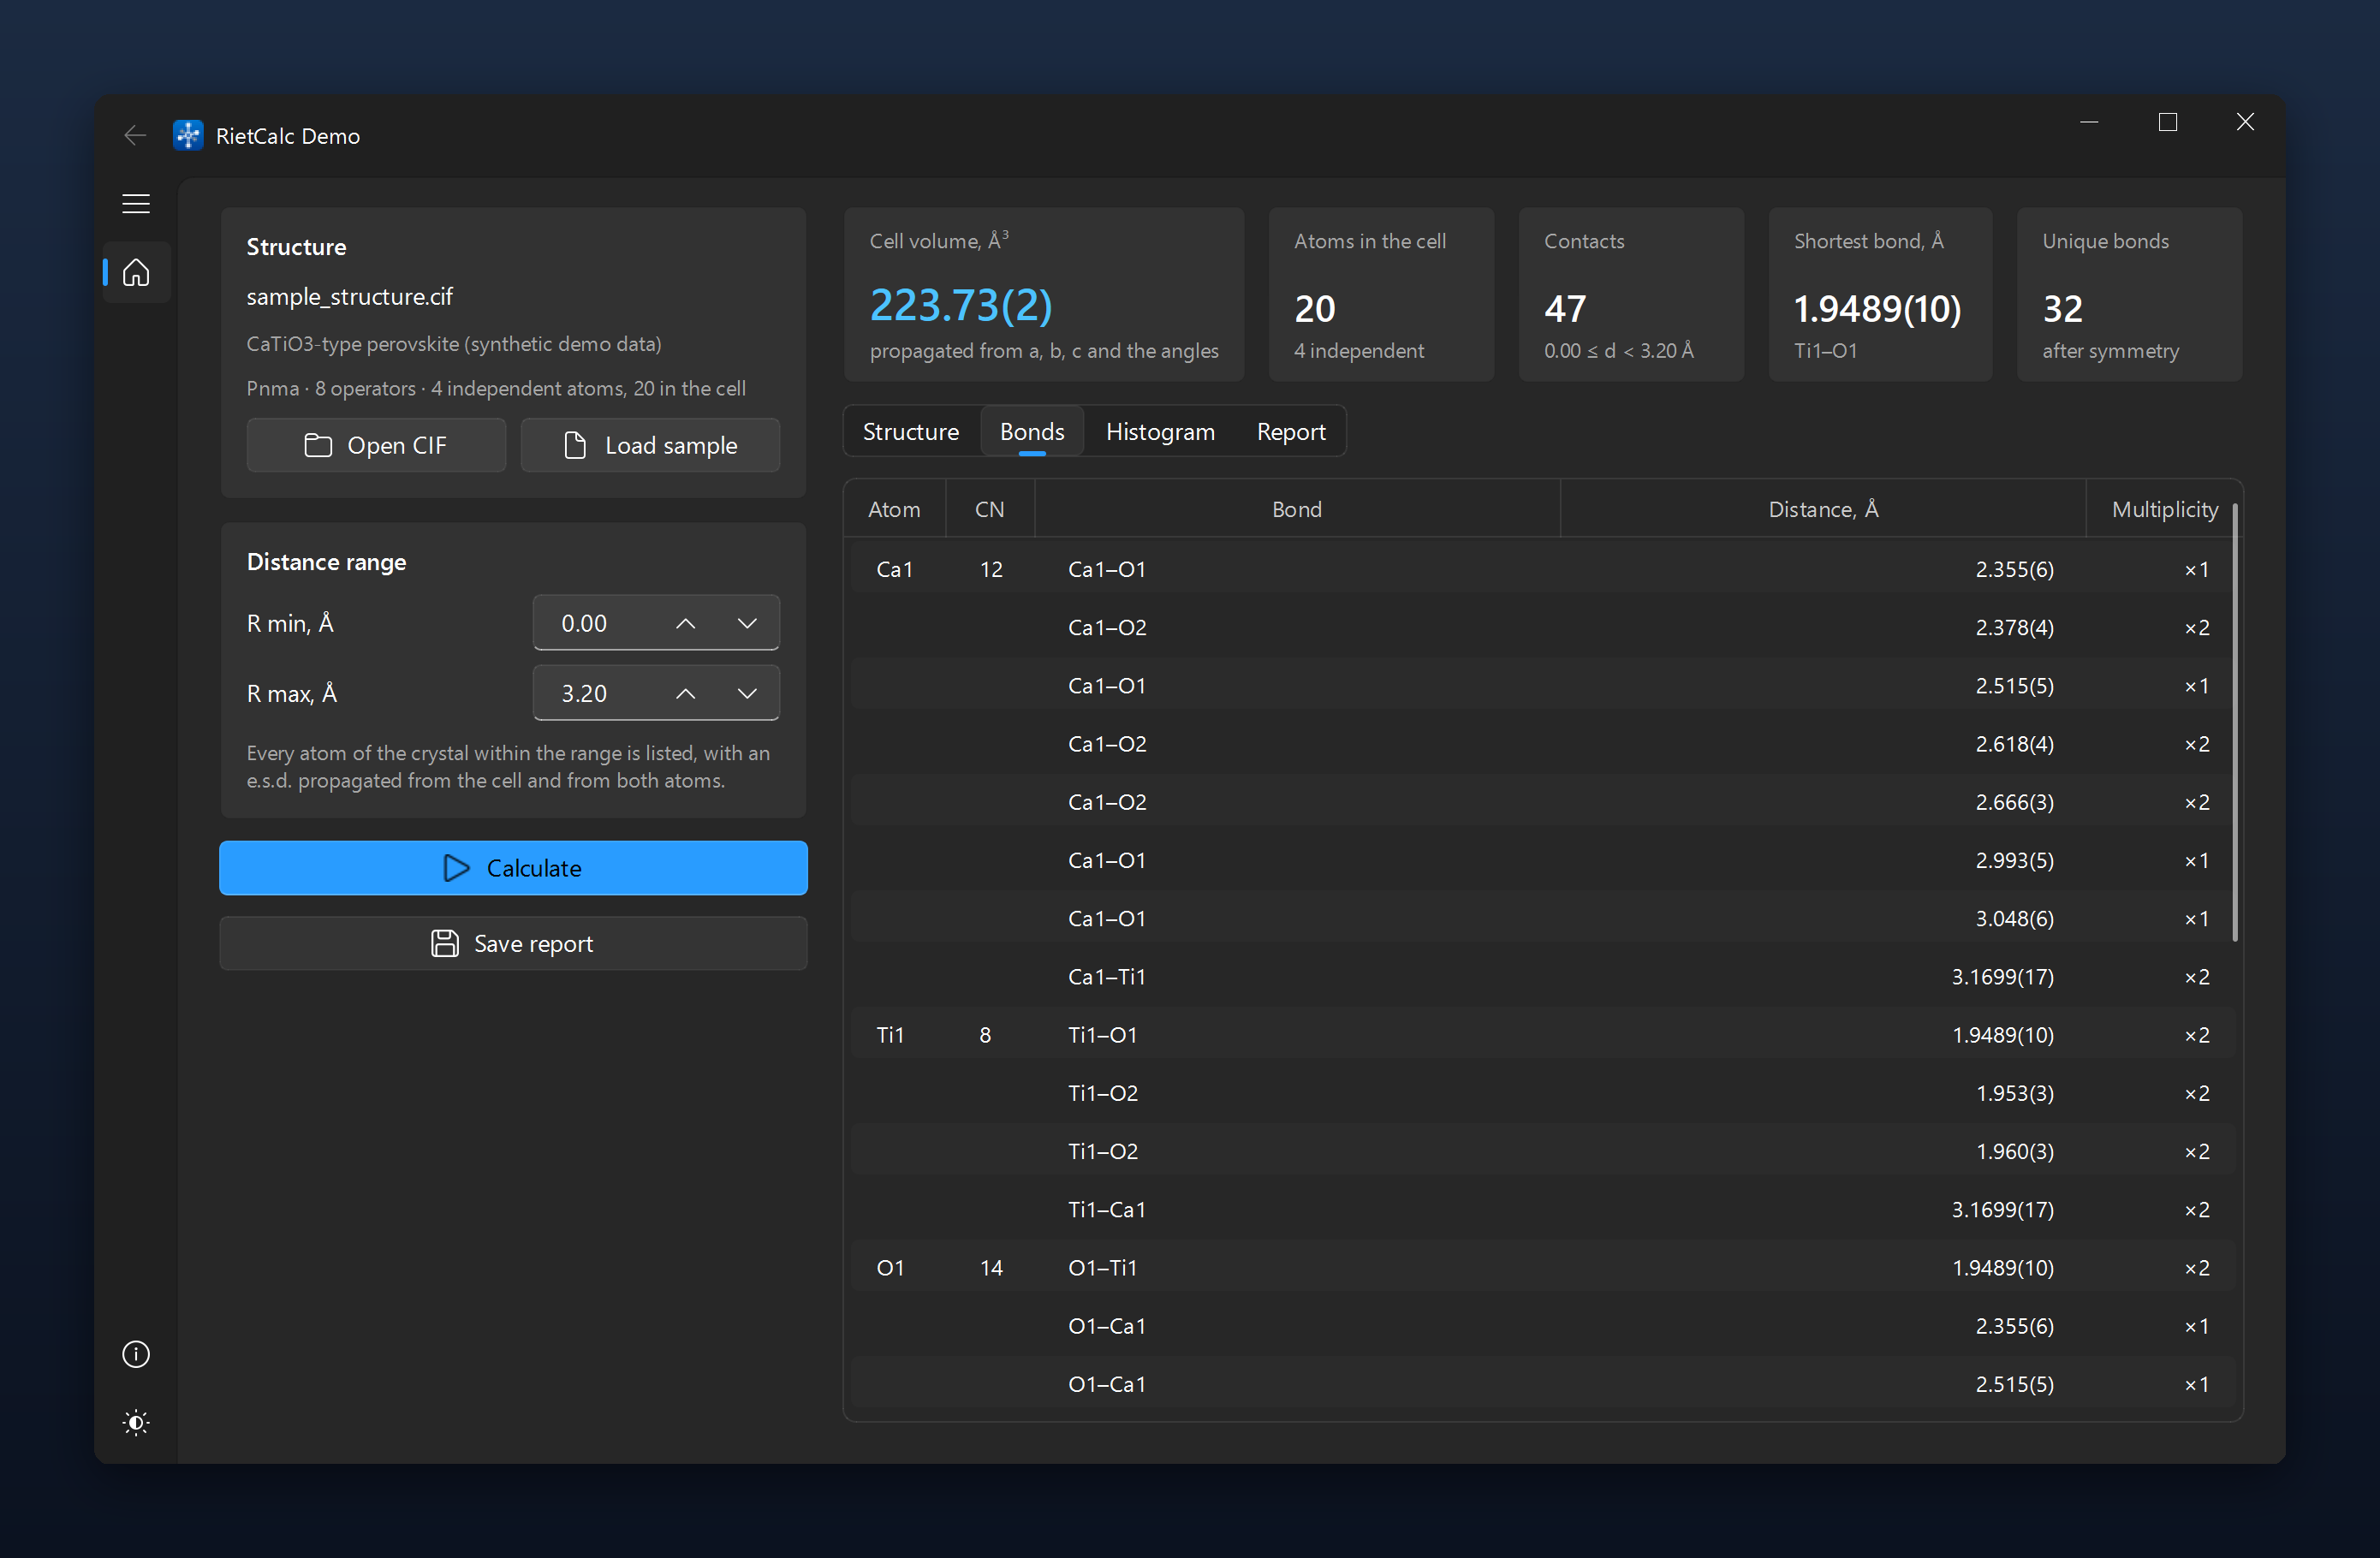 RietCalc Demo
Structure
sample_structure.cif
CaTiO3-type perovskite (synthetic demo data)
Pnma · 8 operators · 4 independent atoms, 20 in the cell
Open CIF
Load sample
Distance range
R min, Å
0.00
R max, Å
3.20
Every atom of the crystal within the range is listed, with an
e.s.d. propagated from the cell and from both atoms.
Calculate
Save report
Cell volume, Å³
223.73(2)
propagated from a, b, c and the angles
Atoms in the cell
20
4 independent
Contacts
47
0.00 ≤ d < 3.20 Å
Shortest bond, Å
1.9489(10)
Ti1–O1
Unique bonds
32
after symmetry
Structure Bonds Histogram Report
Atom CN Bond Distance, Å Multiplicity
Ca1 12 Ca1–O1 2.355(6) ×1
Ca1–O2 2.378(4) ×2
Ca1–O1 2.515(5) ×1
Ca1–O2 2.618(4) ×2
Ca1–O2 2.666(3) ×2
Ca1–O1 2.993(5) ×1
Ca1–O1 3.048(6) ×1
Ca1–Ti1 3.1699(17) ×2
Ti1 8 Ti1–O1 1.9489(10) ×2
Ti1–O2 1.953(3) ×2
Ti1–O2 1.960(3) ×2
Ti1–Ca1 3.1699(17) ×2
O1 14 O1–Ti1 1.9489(10) ×2
O1–Ca1 2.355(6) ×1
O1–Ca1 2.515(5) ×1